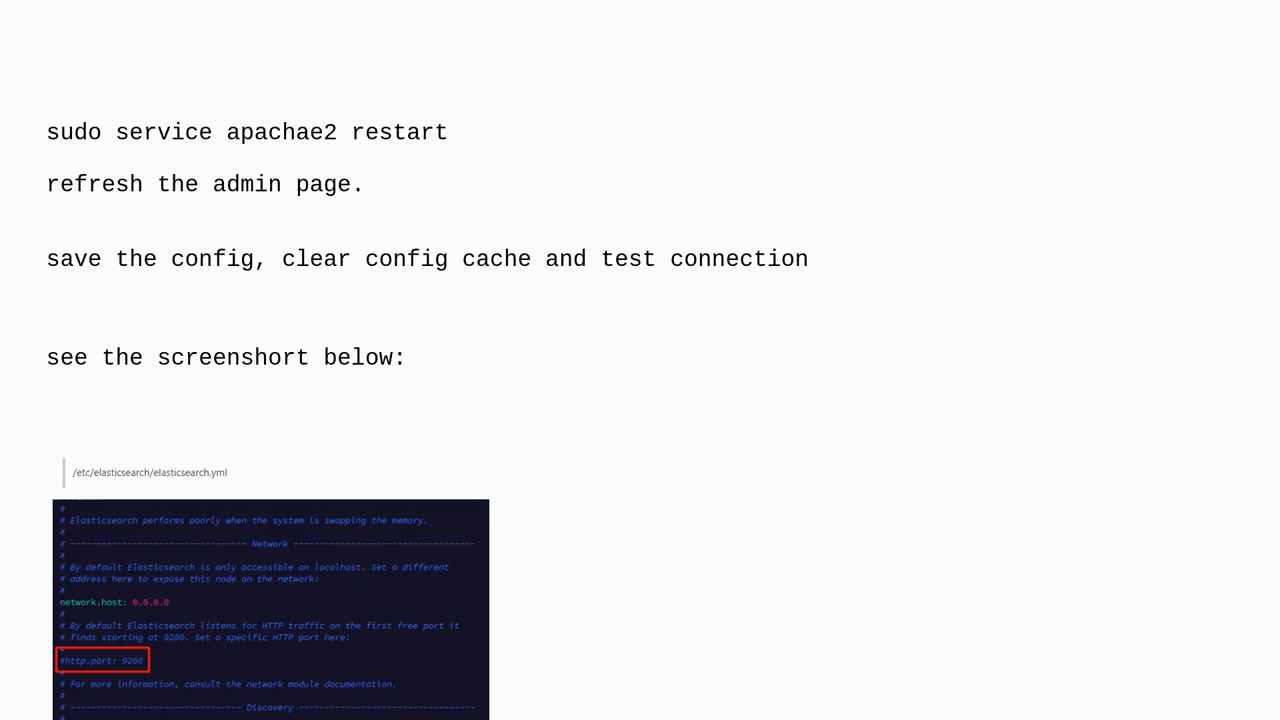 sudo service apachae2 restart
refresh the admin page.
save the config, clear config cache and test connection
see the screenshort below:
/etc/elasticsearch/elasticsearch.yml
#
# Elasticsearch performs poorly when the system is swapping the memory.
#
# ---------------------------------- Network -----------------------------------
#
# By default Elasticsearch is only accessible on localhost. Set a different
# address here to expose this node on the network:
#
network.host: 0.0.0.0
#
# By default Elasticsearch listens for HTTP traffic on the first free port it
# finds starting at 9200. Set a specific HTTP port here:
#
#http.port: 9200
#
# For more information, consult the network module documentation.
#
# --------------------------------- Discovery ----------------------------------
#